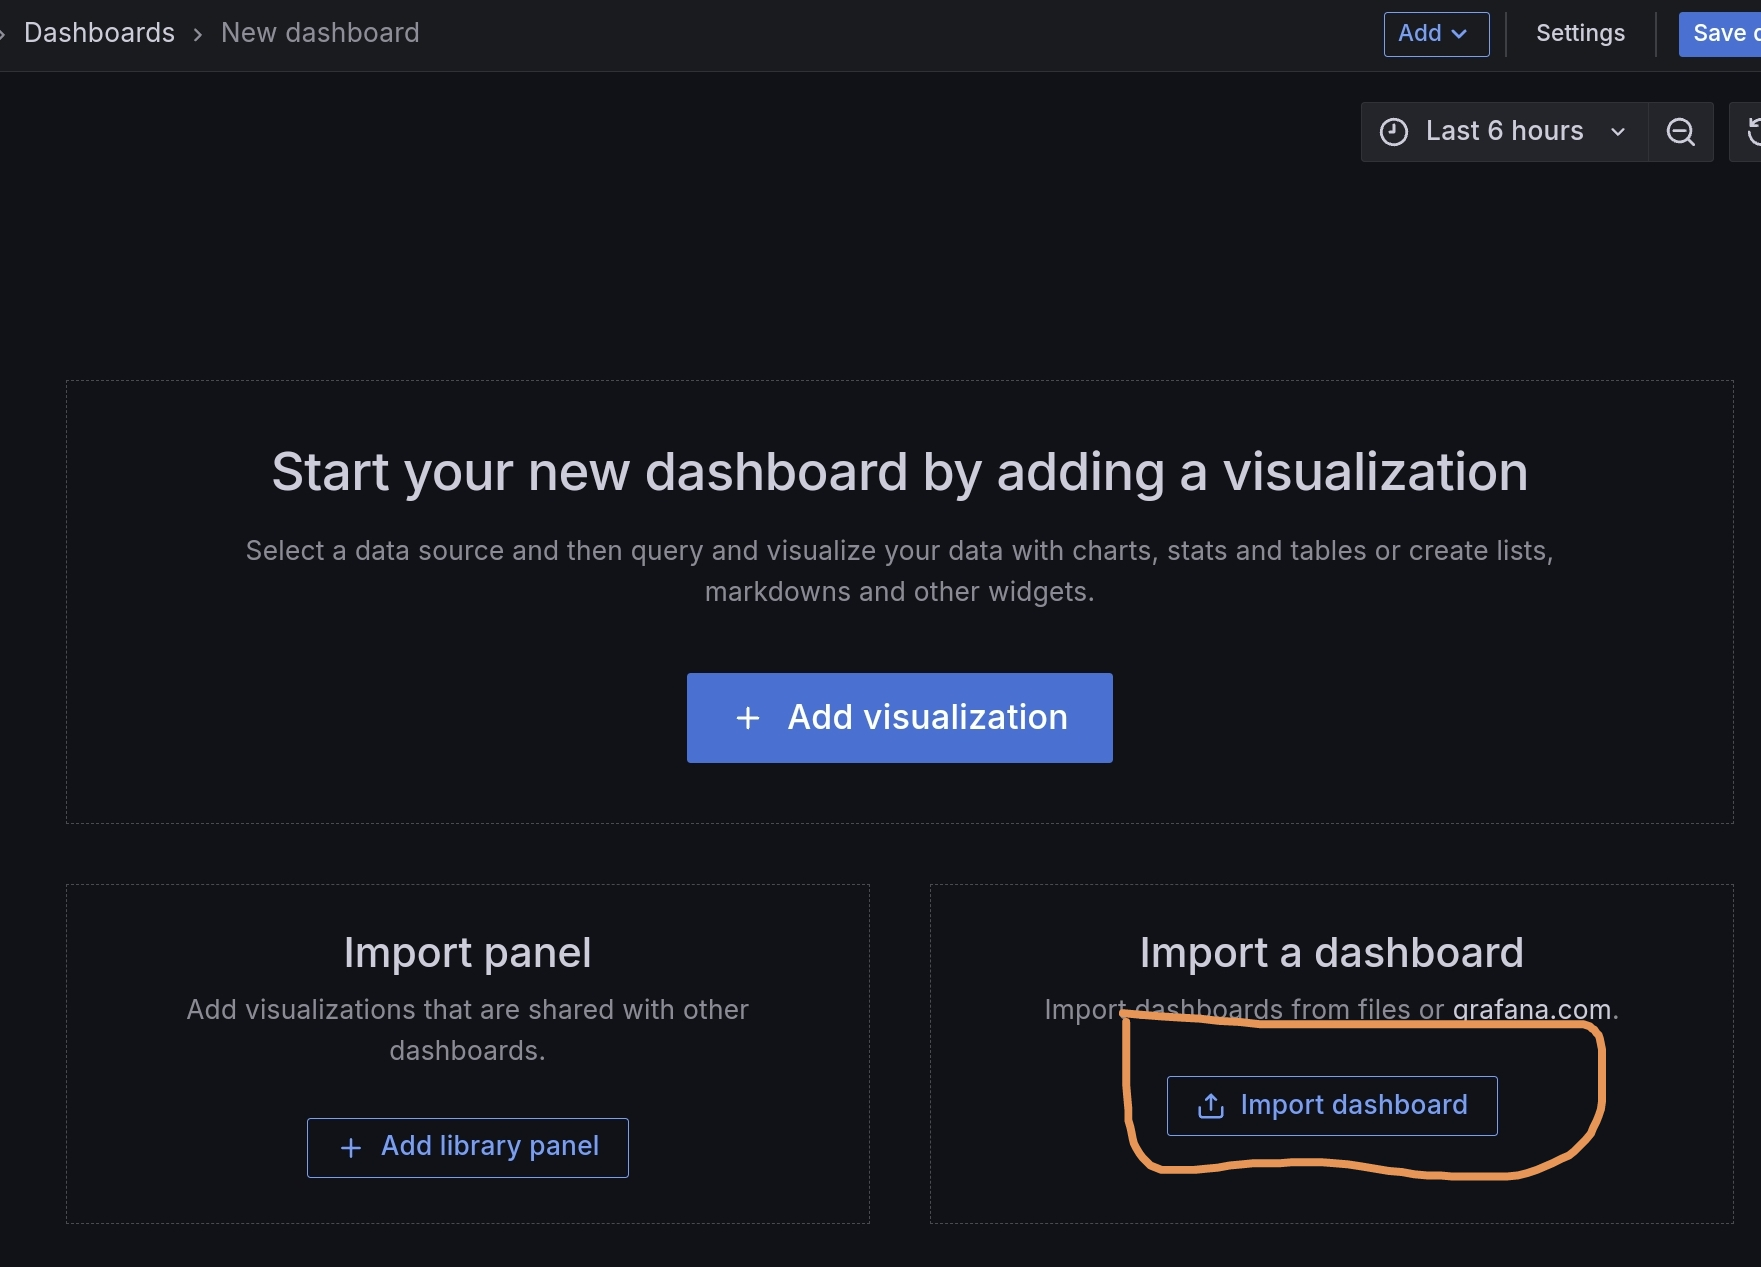 Dashboards › New dashboard
Add
Settings
Save
Last 6 hours
Start your new dashboard by adding a visualization
Select a data source and then query and visualize your data with charts, stats and tables or create lists,
markdowns and other widgets.
+ Add visualization
Import panel
Add visualizations that are shared with other
dashboards.
+ Add library panel
Import a dashboard
Import dashboards from files or grafana.com.
Import dashboard